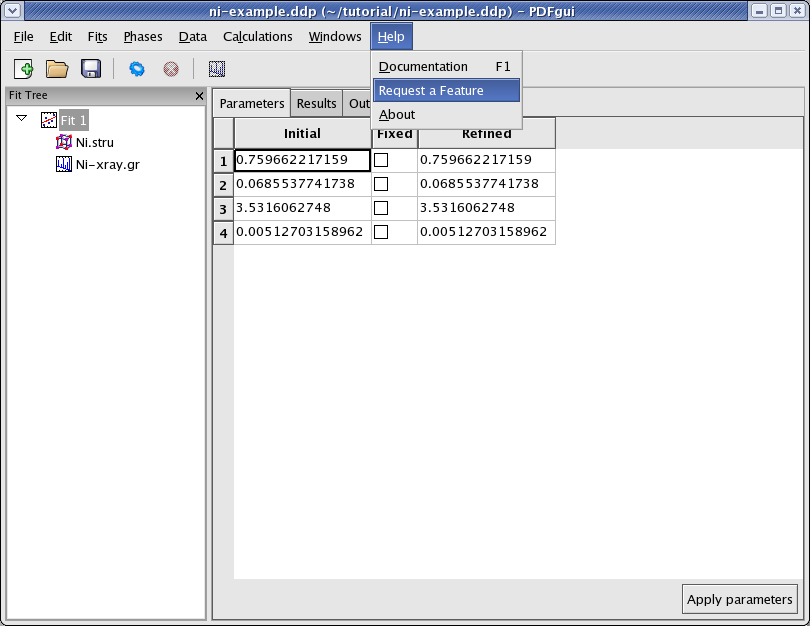 ni-example.ddp (~/tutorial/ni-example.ddp) - PDFgui
File Edit Fits Phases Data Calculations Windows Help
Documentation F1
Request a Feature
About
Fit Tree
Fit 1
Ni.stru
Ni-xray.gr
Parameters Results Out
Initial Fixed Refined
1 0.759662217159 0.759662217159
2 0.0685537741738 0.0685537741738
3 3.5316062748 3.5316062748
4 0.00512703158962 0.00512703158962
Apply parameters